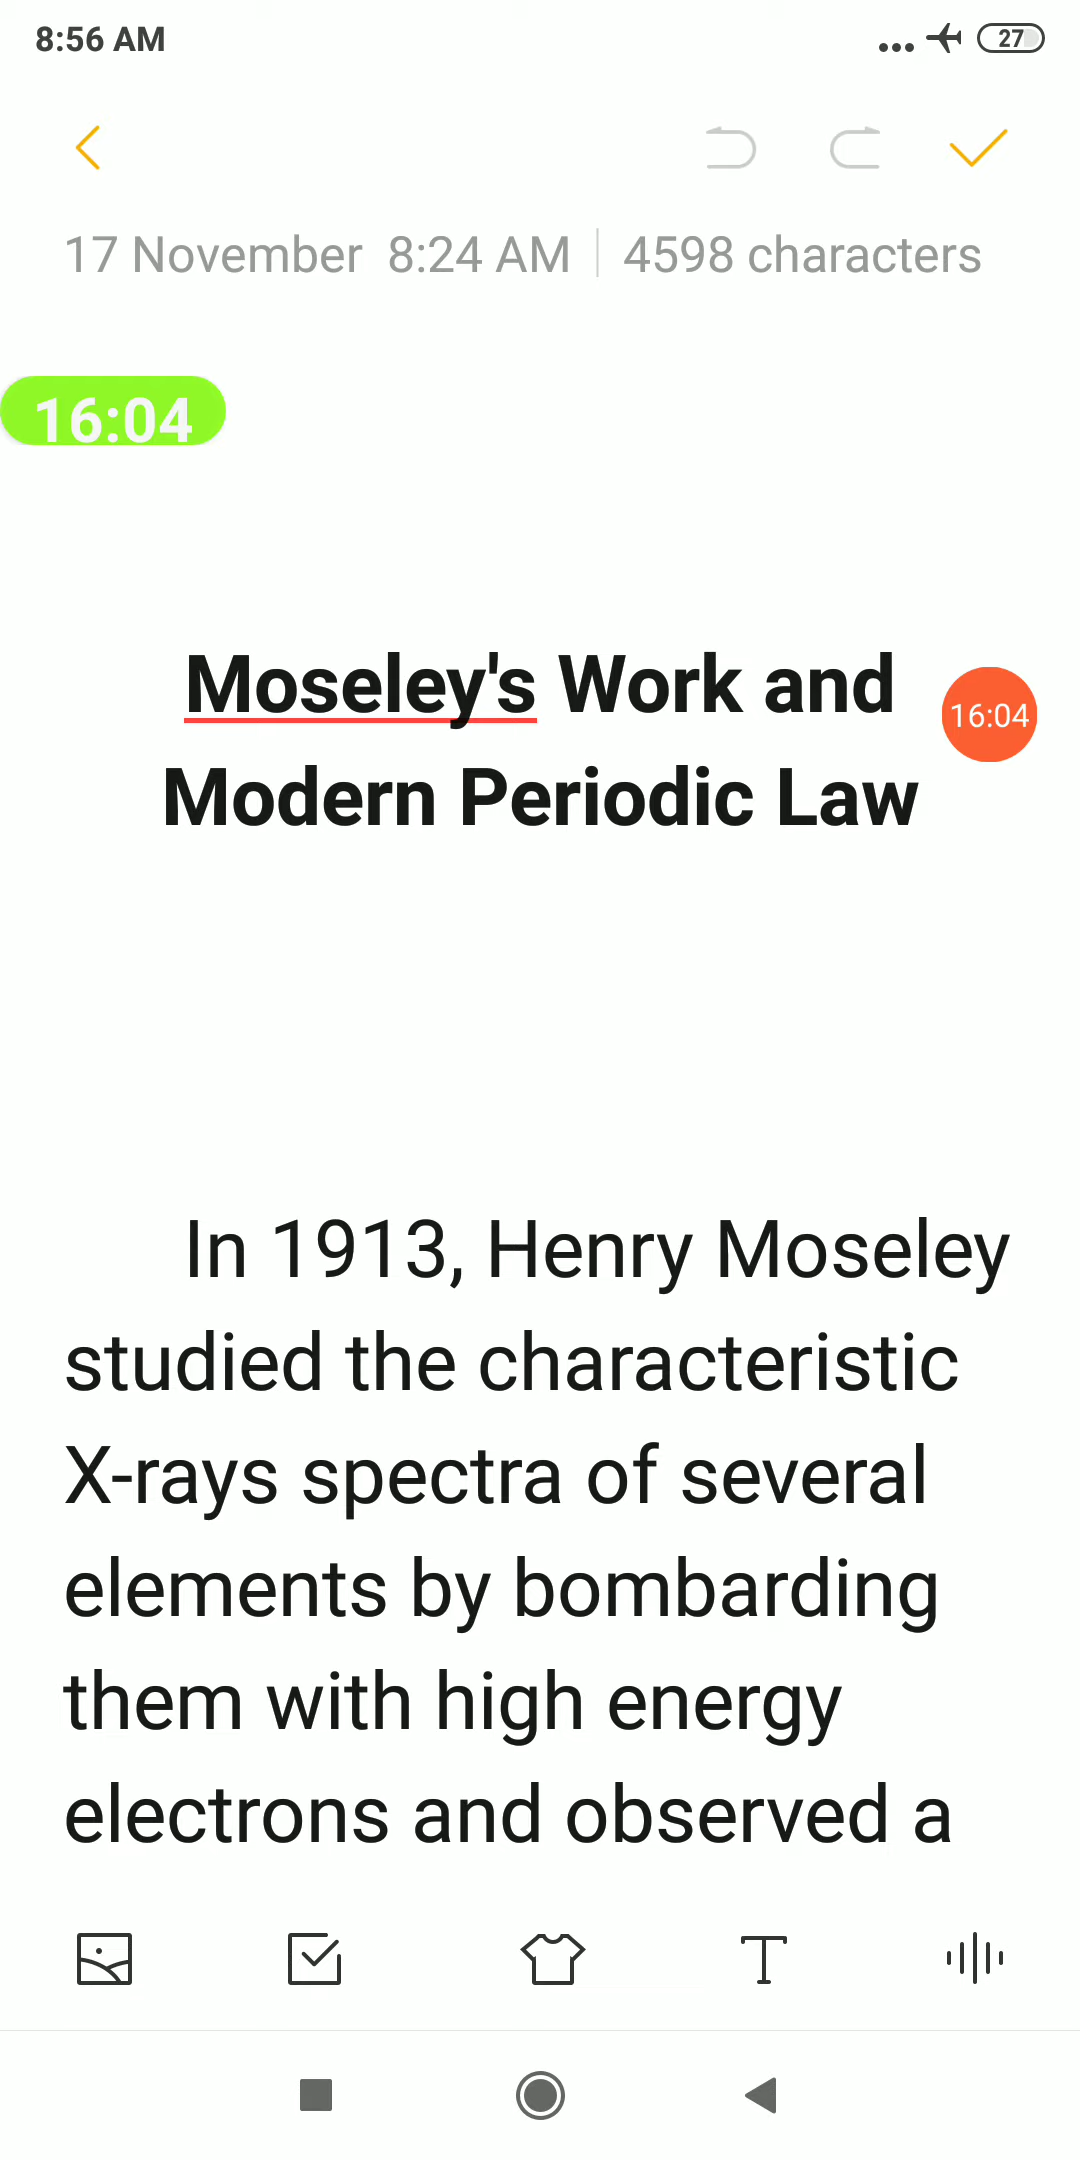 8:56 AM
27
17 November 8:24 AM | 4598 characters
16:04
Moseley's Work and
16:04
Modern Periodic Law
In 1913, Henry Moseley
studied the characteristic
X-rays spectra of several
elements by bombarding
them with high energy
electrons and observed a